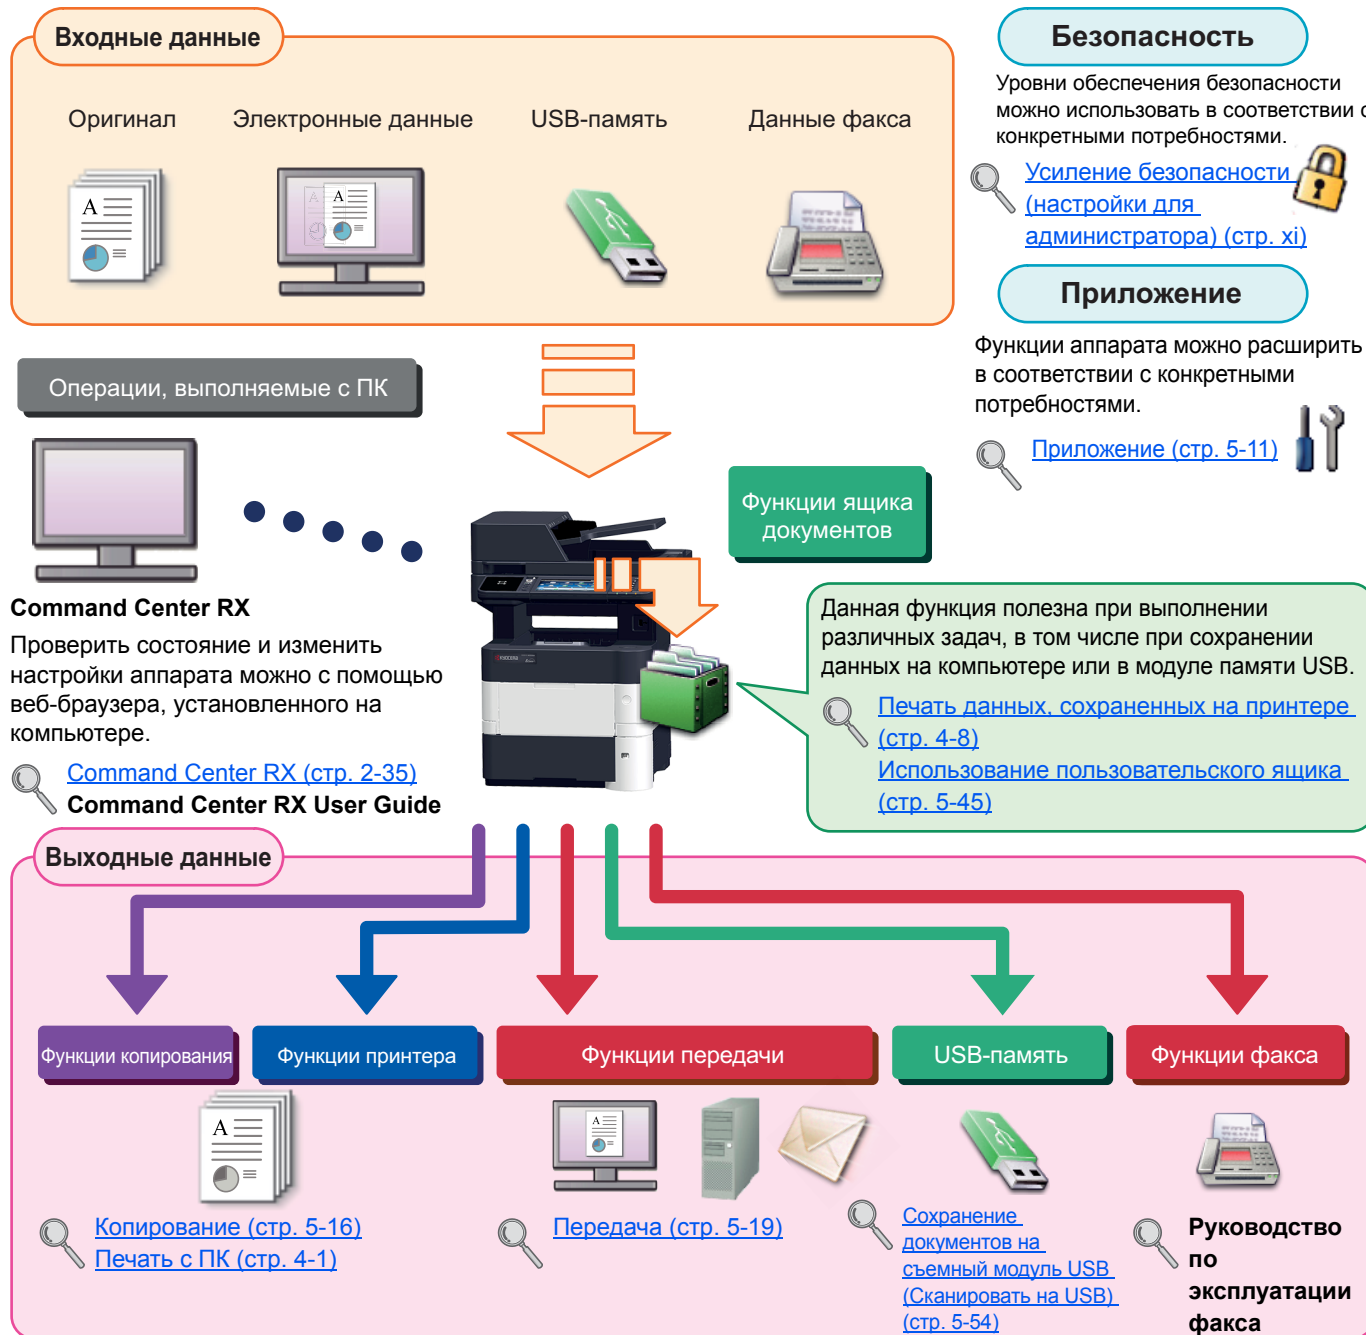 Входные данные
Оригинал
Электронные данные
USB-память
Данные факса
Безопасность
Уровни обеспечения безопасности
можно использовать в соответствии с
конкретными потребностями.
Усиление безопасности
(настройки для
администратора) (стр. xi)
Приложение
Функции аппарата можно расширить
в соответствии с конкретными
потребностями.
Приложение (стр. 5-11)
Операции, выполняемые с ПК
Функции ящика
документов
Command Center RX
Проверить состояние и изменить
настройки аппарата можно с помощью
веб-браузера, установленного на
компьютере.
Command Center RX (стр. 2-35)
Command Center RX User Guide
Данная функция полезна при выполнении
различных задач, в том числе при сохранении
данных на компьютере или в модуле памяти USB.
Печать данных, сохраненных на принтере
(стр. 4-8)
Использование пользовательского ящика
(стр. 5-45)
Выходные данные
Функции копирования
Функции принтера
Функции передачи
USB-память
Функции факса
Копирование (стр. 5-16)
Печать с ПК (стр. 4-1)
Передача (стр. 5-19)
Сохранение
документов на
съемный модуль USB
(Сканировать на USB)
(стр. 5-54)
Руководство
по
эксплуатации
факса